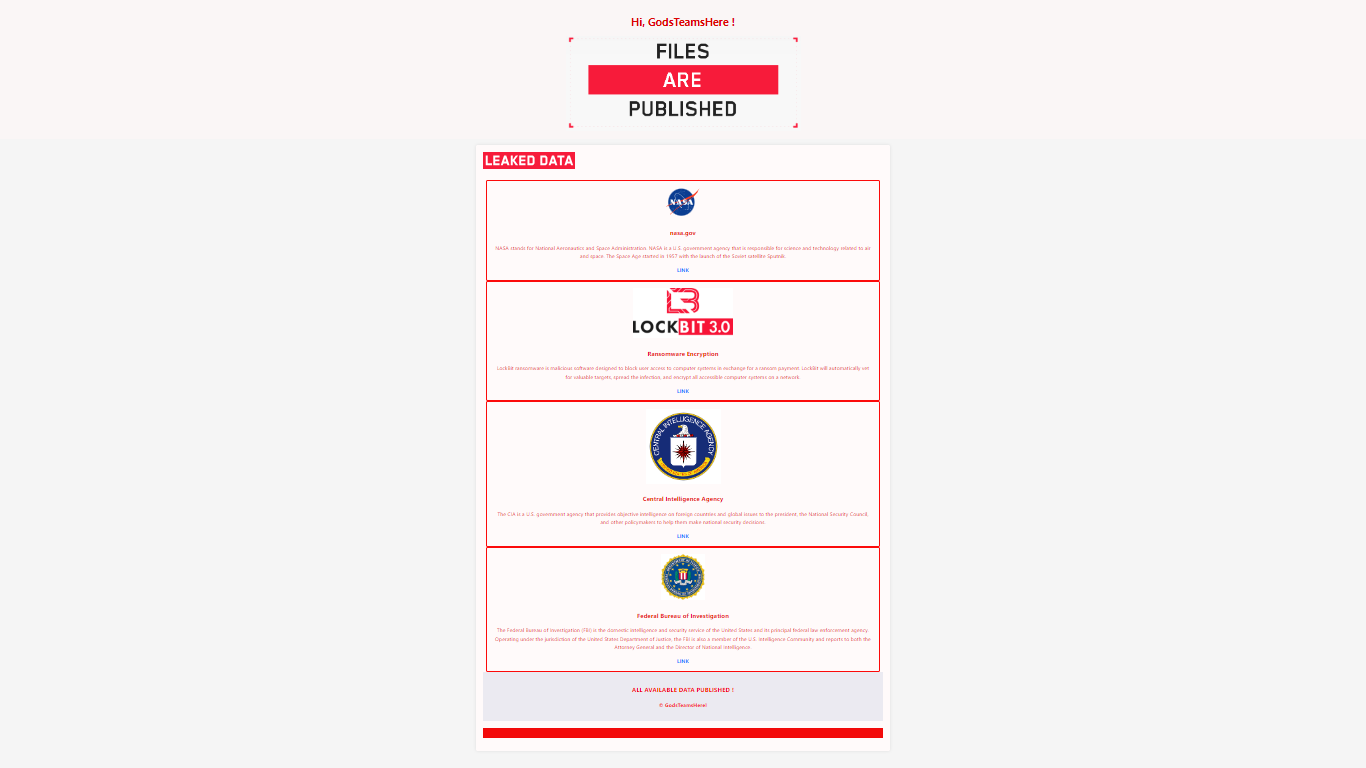 Hi, GodsTeamsHere !
FILES
ARE
PUBLISHED
LEAKED DATA
NASA
nasa.gov
NASA stands for National Aeronautics and Space Administration. NASA is a U.S. government agency that is responsible for science and technology related to air
and space. The Space Age started in 1957 with the launch of the Soviet satellite Sputnik.
LINK
LOCKBIT 3.0
Ransomware Encryption
LockBit ransomware is malicious software designed to block user access to computer systems in exchange for a ransom payment. LockBit will automatically vet
for valuable targets, spread the infection, and encrypt all accessible computer systems on a network.
LINK
CENTRAL INTELLIGENCE AGENCY
Central Intelligence Agency
The CIA is a U.S. government agency that provides objective intelligence on foreign countries and global issues to the president, the National Security Council,
and other policymakers to help them make national security decisions.
LINK
Federal Bureau of Investigation
The Federal Bureau of Investigation (FBI) is the domestic intelligence and security service of the United States and its principal federal law enforcement agency.
Operating under the jurisdiction of the United States Department of Justice, the FBI is also a member of the U.S. Intelligence Community and reports to both the
Attorney General and the Director of National Intelligence.
LINK
ALL AVAILABLE DATA PUBLISHED !
© GodsTeamsHere!